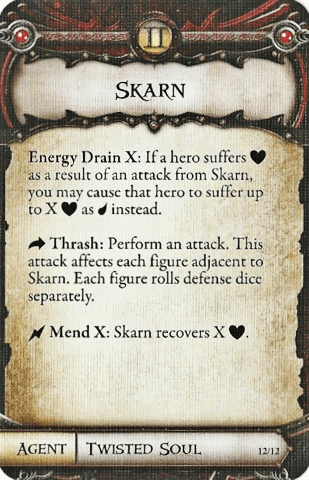 II
SKARN
Energy Drain X: If a hero suffers ♥
as a result of an attack from Skarn,
you may cause that hero to suffer up
to X ♥ as instead.
Thrash: Perform an attack. This
attack affects each figure adjacent to
Skarn. Each figure rolls defense dice
separately.
Mend X: Skarn recovers X ♥.
AGENT TWISTED SOUL 12/12